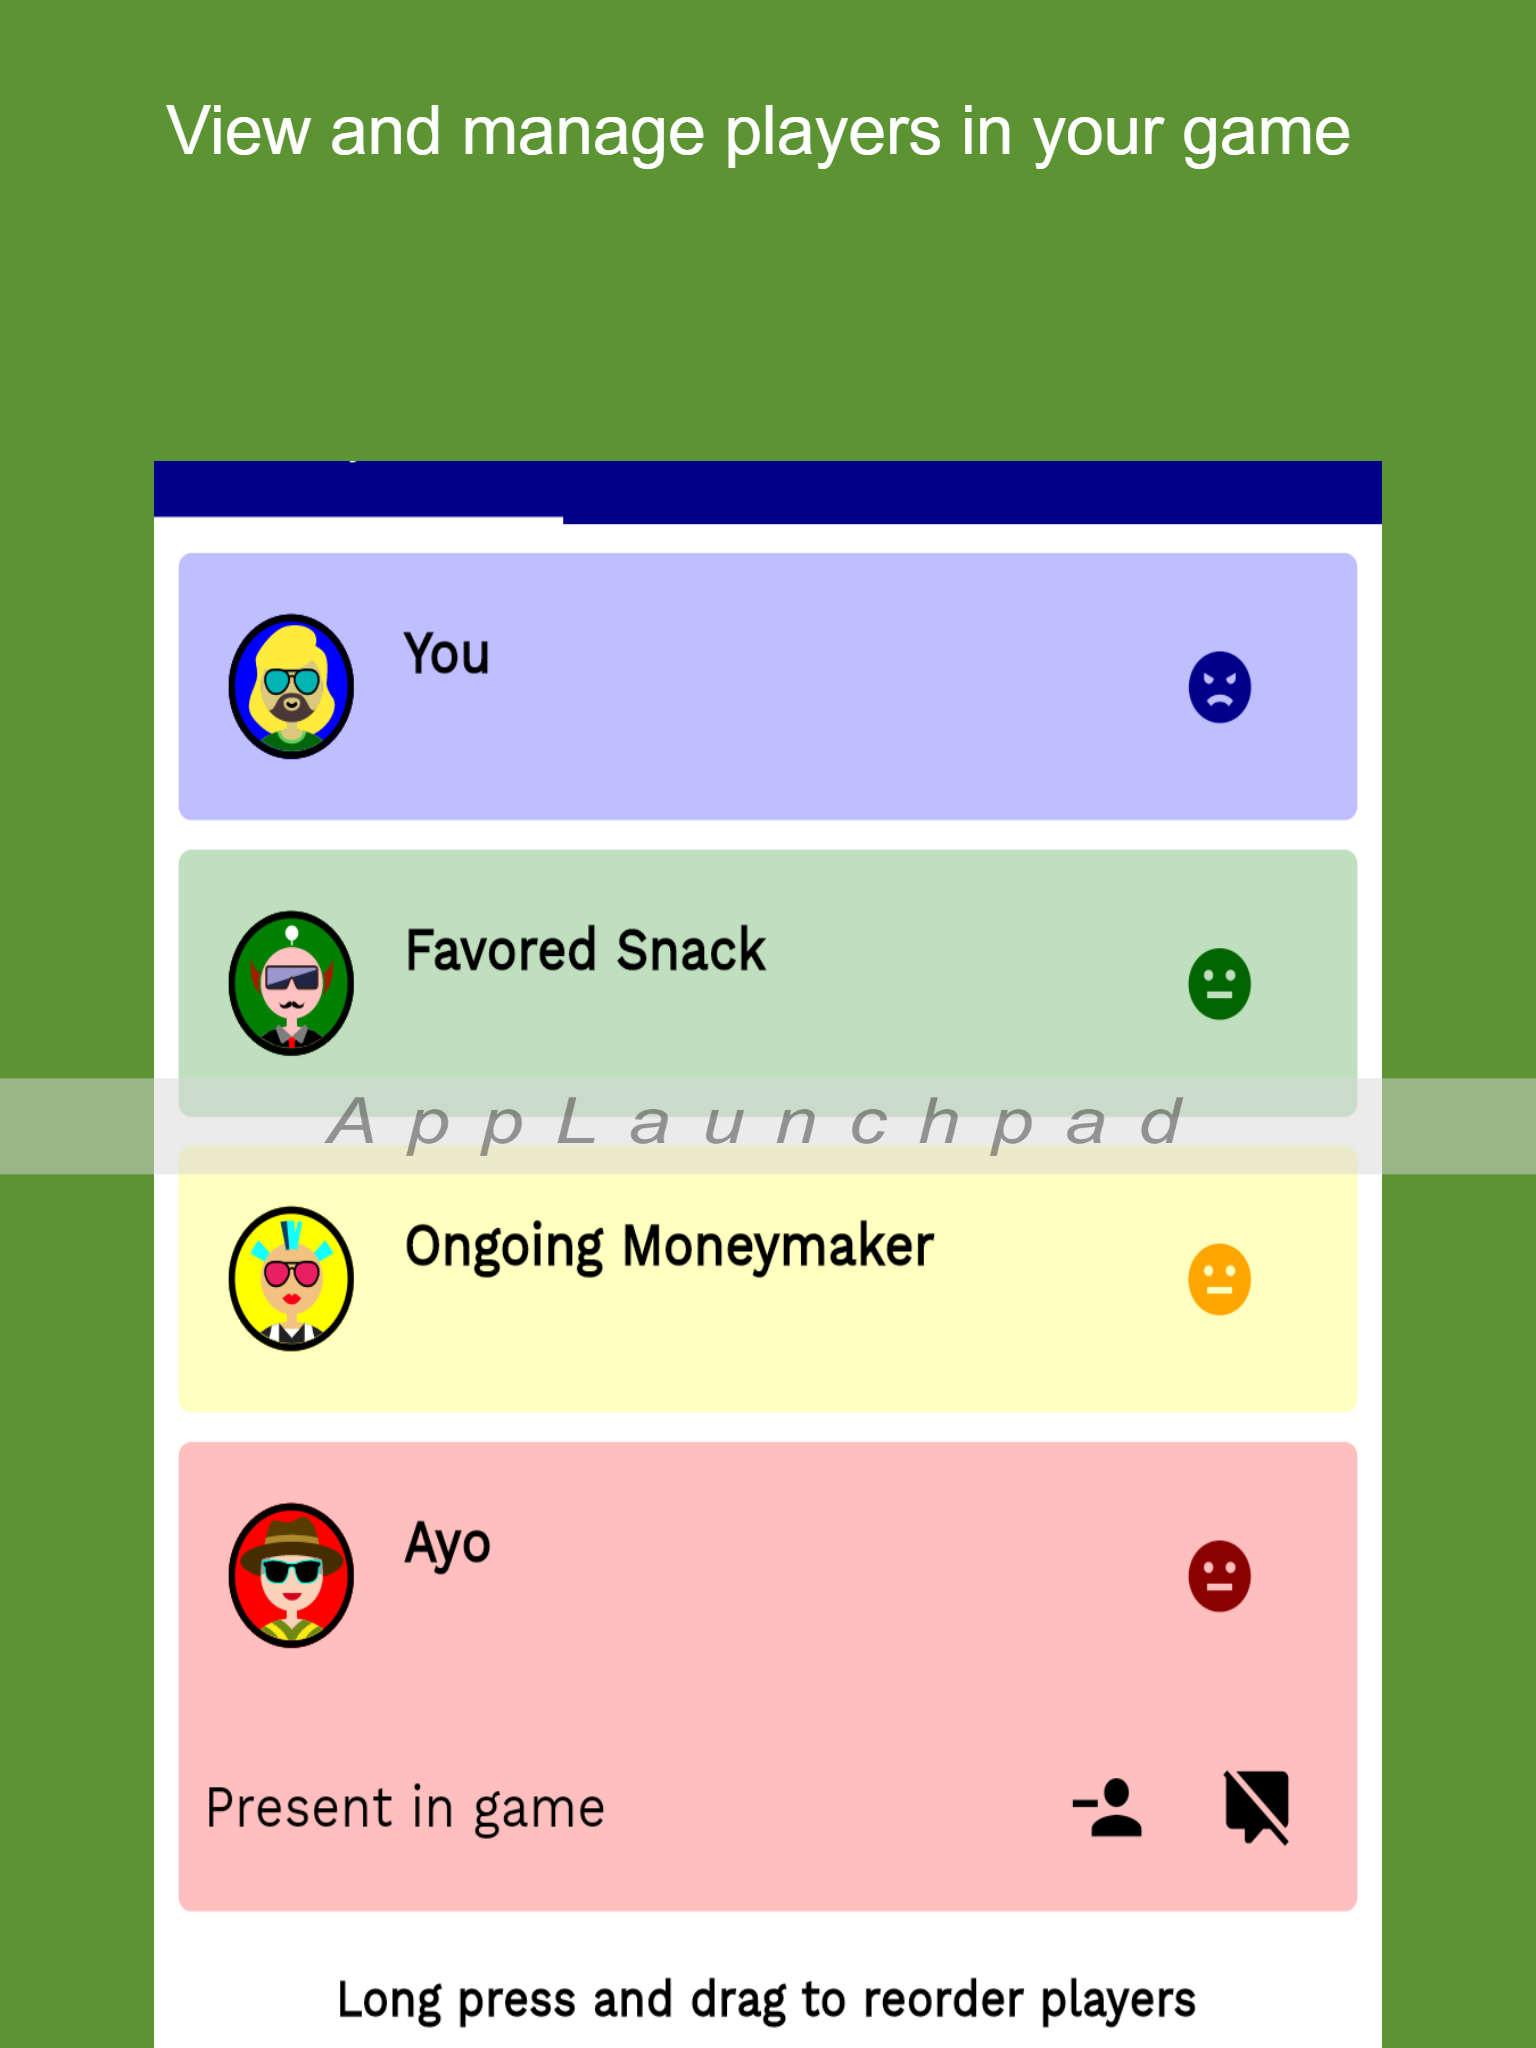 View and manage players in your game
You
Favored Snack
AppLaunchpad
Ongoing Moneymaker
Ayo
Present in game
Long press and drag to reorder players